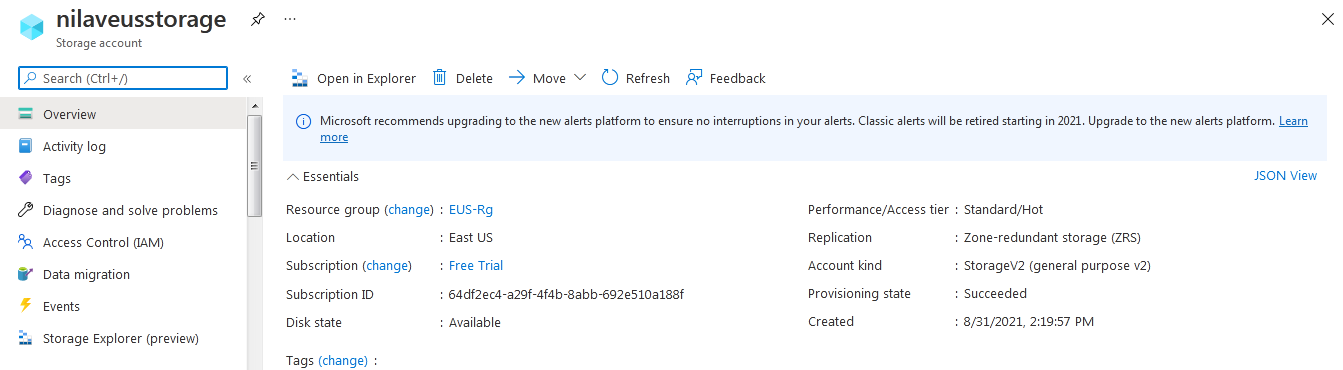 nilaveusstorage
...
Storage account
Search (Ctrl+/)
«
Overview
Activity log
Tags
Diagnose and solve problems
Access Control (IAM)
Data migration
Events
Storage Explorer (preview)
Open in Explorer Delete Move Refresh Feedback
Microsoft recommends upgrading to the new alerts platform to ensure no interruptions in your alerts. Classic alerts will be retired starting in 2021. Upgrade to the new alerts platform. Learn
more
Essentials JSON View
Resource group (change) : EUS-Rg
Location : East US
Subscription (change) : Free Trial
Subscription ID : 64df2ec4-a29f-4f4b-8abb-692e510a188f
Disk state : Available
Performance/Access tier : Standard/Hot
Replication : Zone-redundant storage (ZRS)
Account kind : StorageV2 (general purpose v2)
Provisioning state : Succeeded
Created : 8/31/2021, 2:19:57 PM
Tags (change) :